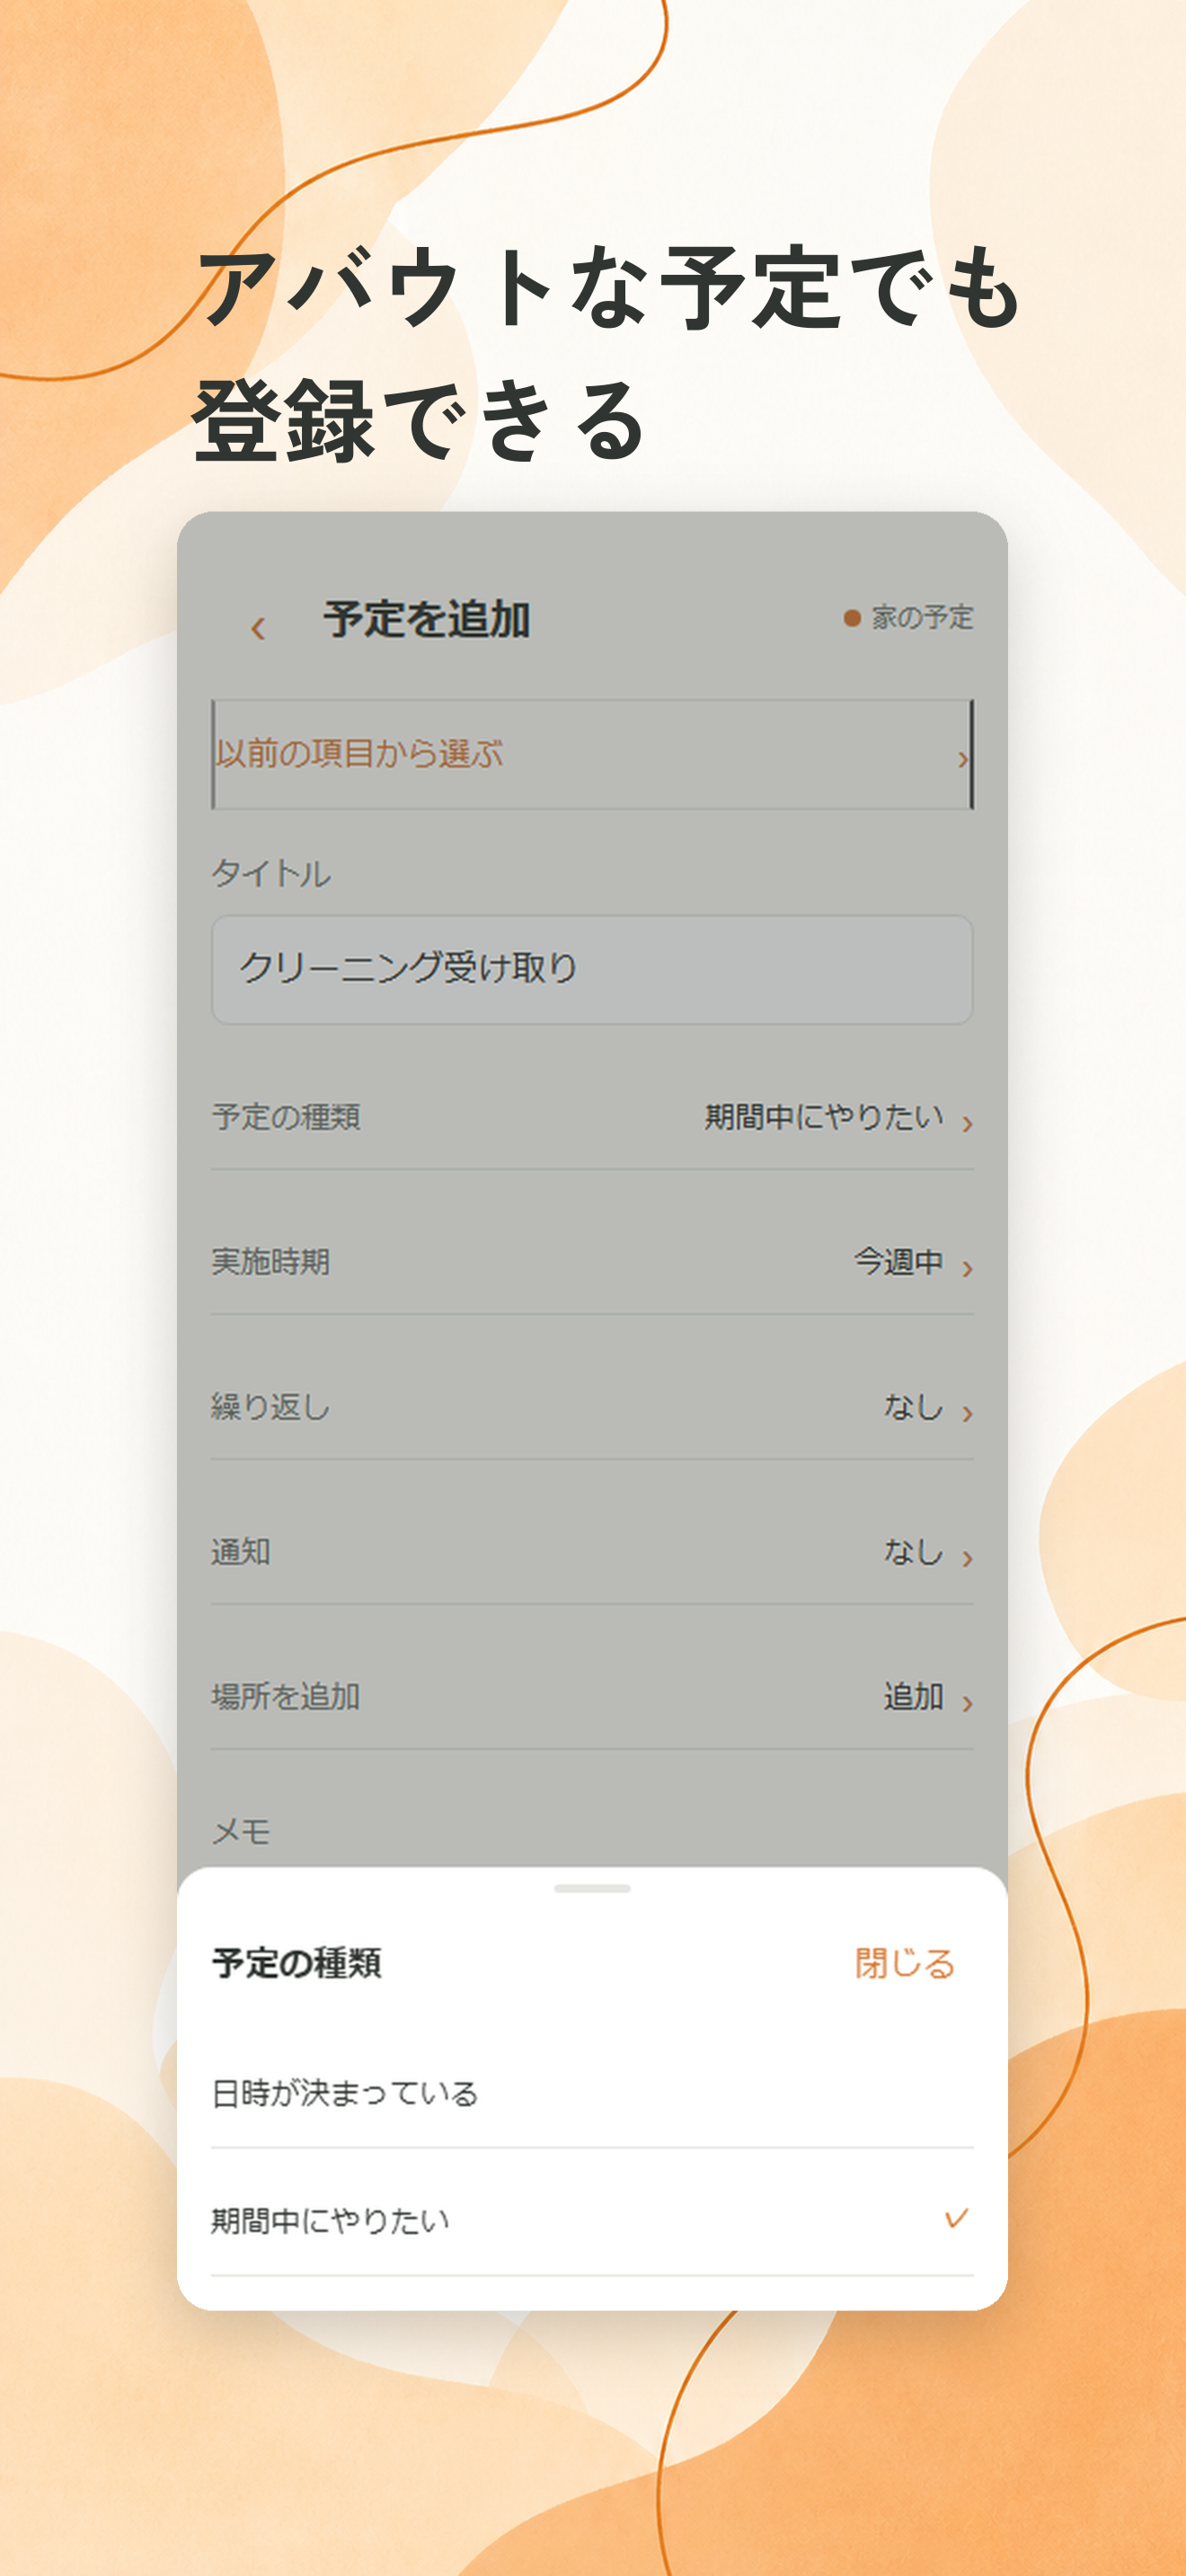 アバウトな予定でも
登録できる
‹ 予定を追加 家の予定
以前の項目から選ぶ ›
タイトル
クリーニング受け取り
予定の種類 期間中にやりたい ›
実施時期 今週中 ›
繰り返し なし ›
通知 なし ›
場所を追加 追加 ›
メモ
予定の種類 閉じる
日時が決まっている
期間中にやりたい ✓